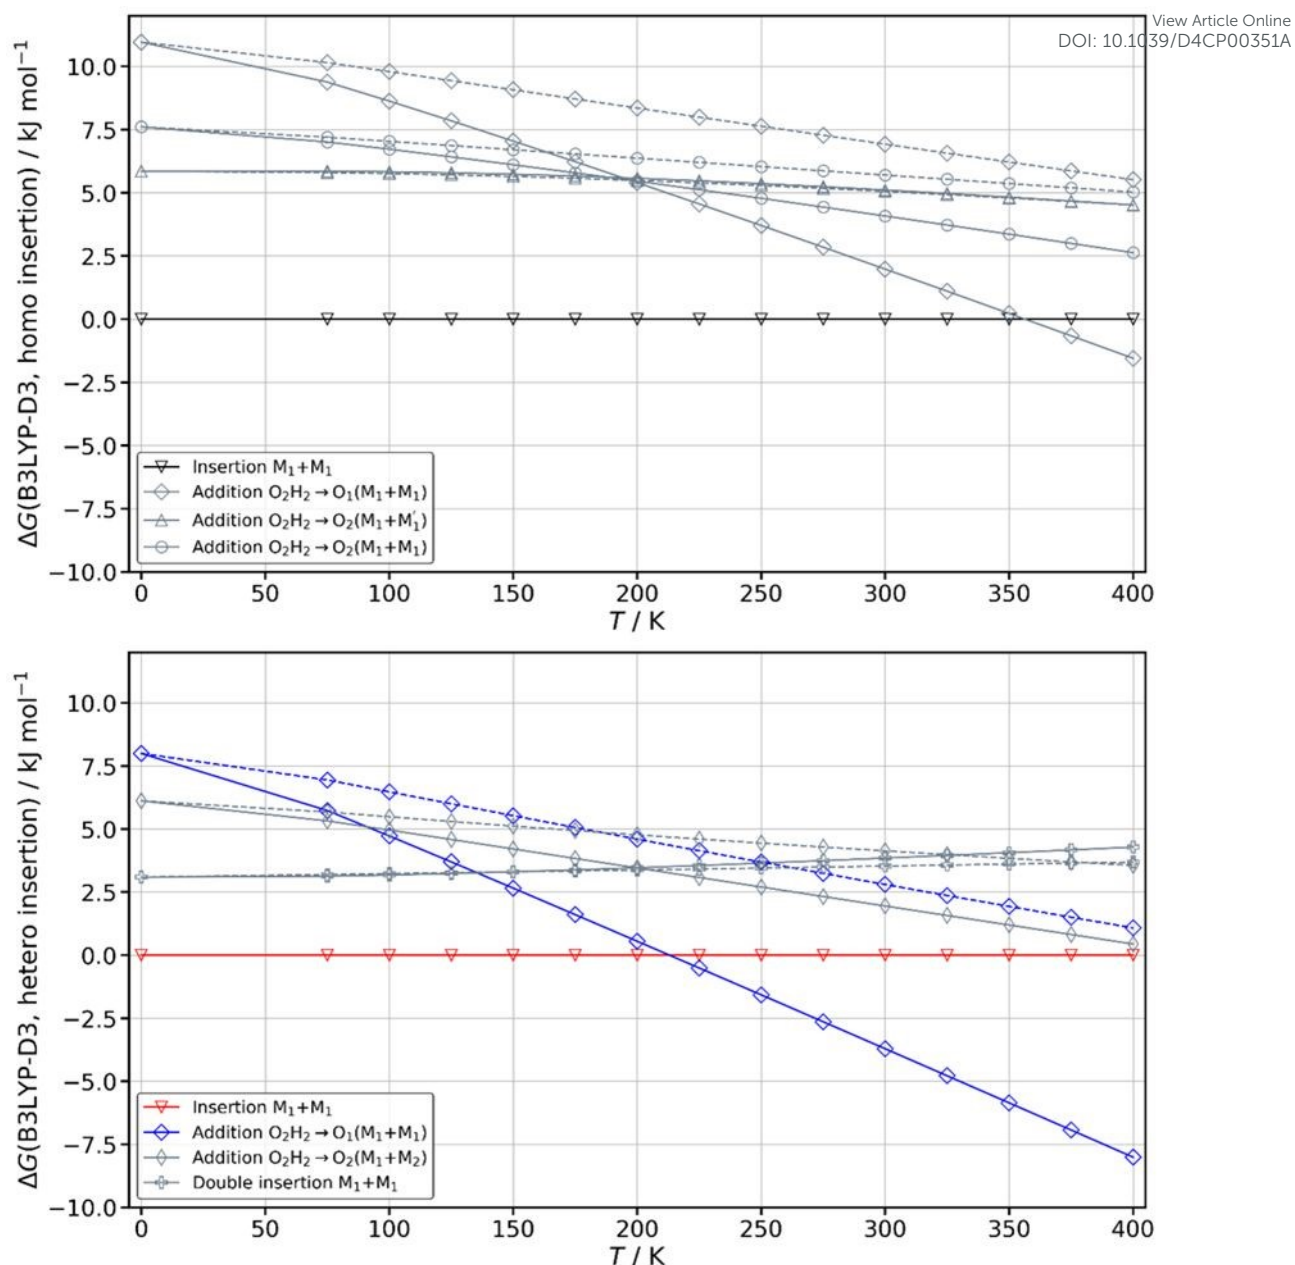 View Article Online
DOI: 10.1039/D4CP00351A
ΔG(B3LYP-D3, homo insertion) / kJ mol⁻¹
10.0
7.5
5.0
2.5
0.0
−2.5
−5.0
−7.5
−10.0
Insertion M₁+M₁
Addition O₂H₂→O₁(M₁+M₁)
Addition O₂H₂→O₂(M₁+M₁′)
Addition O₂H₂→O₂(M₁+M₁)
0 50 100 150 200 250 300 350 400
T / K
ΔG(B3LYP-D3, hetero insertion) / kJ mol⁻¹
10.0
7.5
5.0
2.5
0.0
−2.5
−5.0
−7.5
−10.0
Insertion M₁+M₁
Addition O₂H₂→O₁(M₁+M₁)
Addition O₂H₂→O₂(M₁+M₂)
Double insertion M₁+M₁
0 50 100 150 200 250 300 350 400
T / K